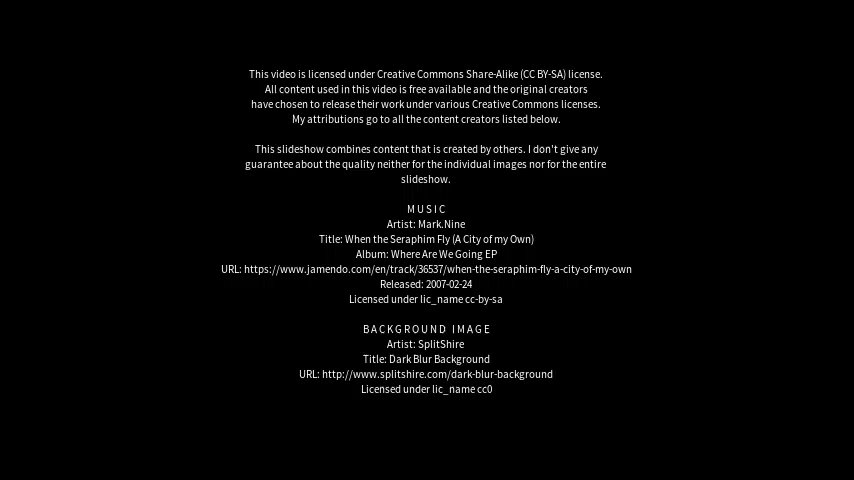 This video is licensed under Creative Commons Share-Alike (CC BY-SA) license.
All content used in this video is free available and the original creators
have chosen to release their work under various Creative Commons licenses.
My attributions go to all the content creators listed below.
This slideshow combines content that is created by others. I don't give any
guarantee about the quality neither for the individual images nor for the entire
slideshow.
MUSIC
Artist: Mark.Nine
Title: When the Seraphim Fly (A City of my Own)
Album: Where Are We Going EP
URL: https://www.jamendo.com/en/track/36537/when-the-seraphim-fly-a-city-of-my-own
Released: 2007-02-24
Licensed under lic_name cc-by-sa
BACKGROUND IMAGE
Artist: SplitShire
Title: Dark Blur Background
URL: http://www.splitshire.com/dark-blur-background
Licensed under lic_name cc0